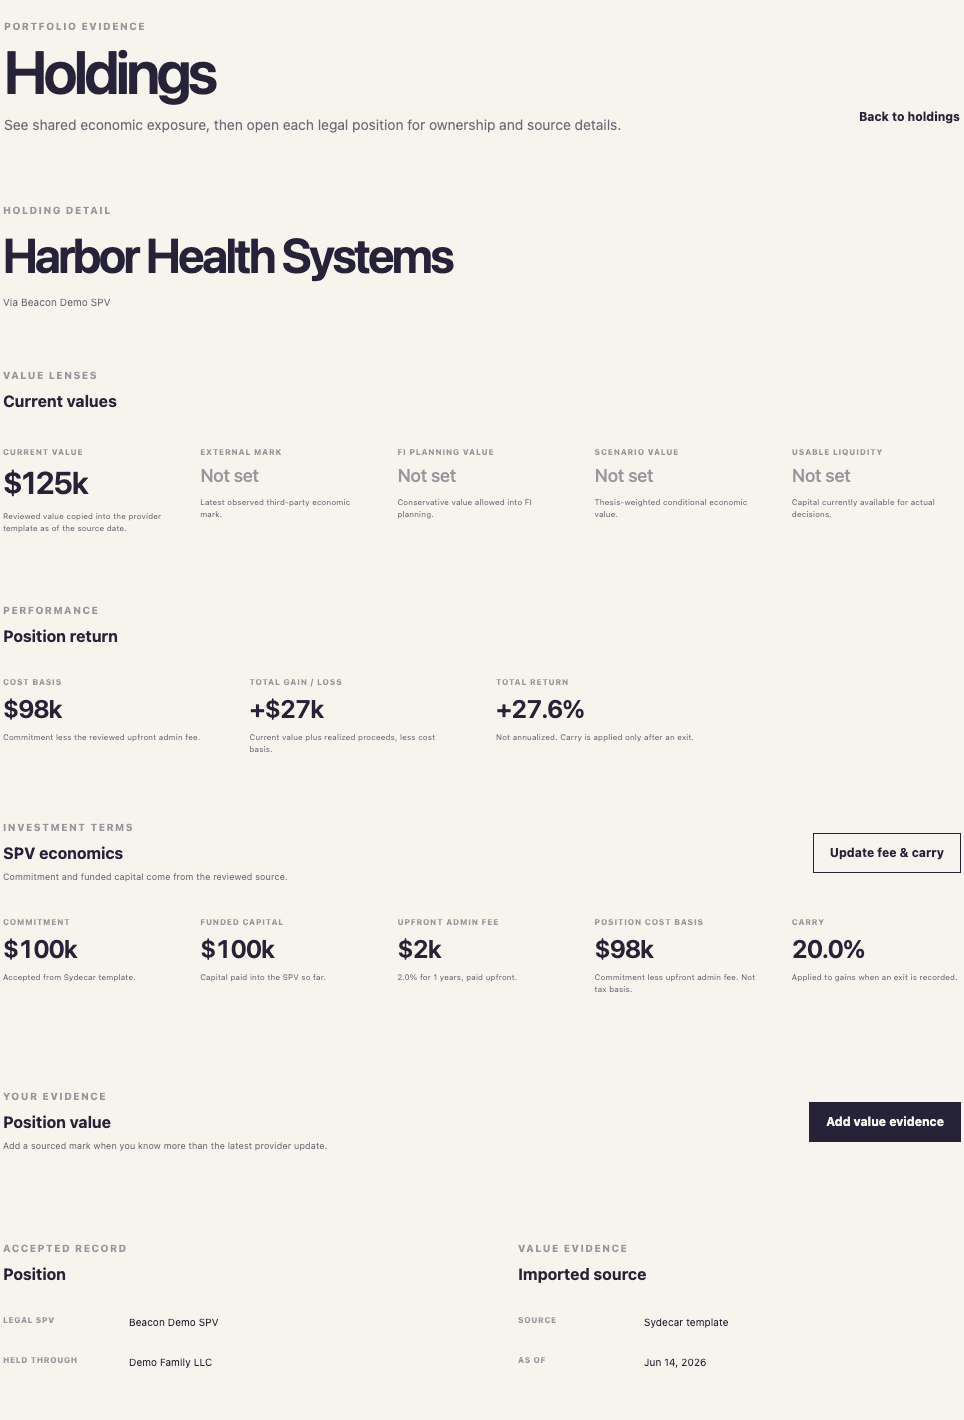 PORTFOLIO EVIDENCE
Holdings
See shared economic exposure, then open each legal position for ownership and source details.
Back to holdings
HOLDING DETAIL
Harbor Health Systems
Via Beacon Demo SPV
VALUE LENSES
Current values
CURRENT VALUE
$125k
Reviewed value copied into the provider
template as of the source date.
EXTERNAL MARK
Not set
Latest observed third-party economic
mark.
FI PLANNING VALUE
Not set
Conservative value allowed into FI
planning.
SCENARIO VALUE
Not set
Thesis-weighted conditional economic
value.
USABLE LIQUIDITY
Not set
Capital currently available for actual
decisions.
PERFORMANCE
Position return
COST BASIS
$98k
Commitment less the reviewed upfront admin fee.
TOTAL GAIN / LOSS
+$27k
Current value plus realized proceeds, less cost
basis.
TOTAL RETURN
+27.6%
Not annualized. Carry is applied only after an exit.
INVESTMENT TERMS
SPV economics
Commitment and funded capital come from the reviewed source.
Update fee & carry
COMMITMENT
$100k
Accepted from Sydecar template.
FUNDED CAPITAL
$100k
Capital paid into the SPV so far.
UPFRONT ADMIN FEE
$2k
2.0% for 1 years, paid upfront.
POSITION COST BASIS
$98k
Commitment less upfront admin fee. Not
tax basis.
CARRY
20.0%
Applied to gains when an exit is recorded.
YOUR EVIDENCE
Position value
Add a sourced mark when you know more than the latest provider update.
Add value evidence
ACCEPTED RECORD
Position
LEGAL SPV
Beacon Demo SPV
HELD THROUGH
Demo Family LLC
VALUE EVIDENCE
Imported source
SOURCE
Sydecar template
AS OF
Jun 14, 2026